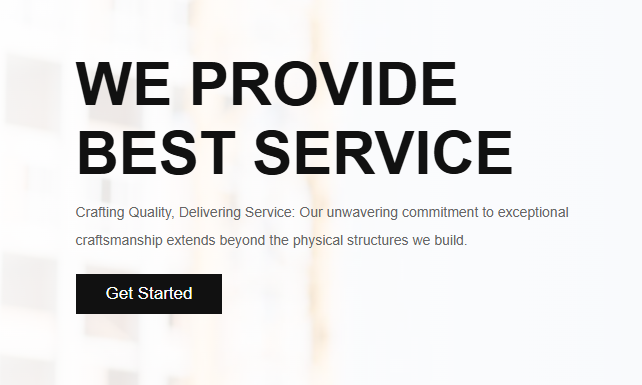 WE PROVIDE
BEST SERVICE
Crafting Quality, Delivering Service: Our unwavering commitment to exceptional
craftsmanship extends beyond the physical structures we build.
Get Started